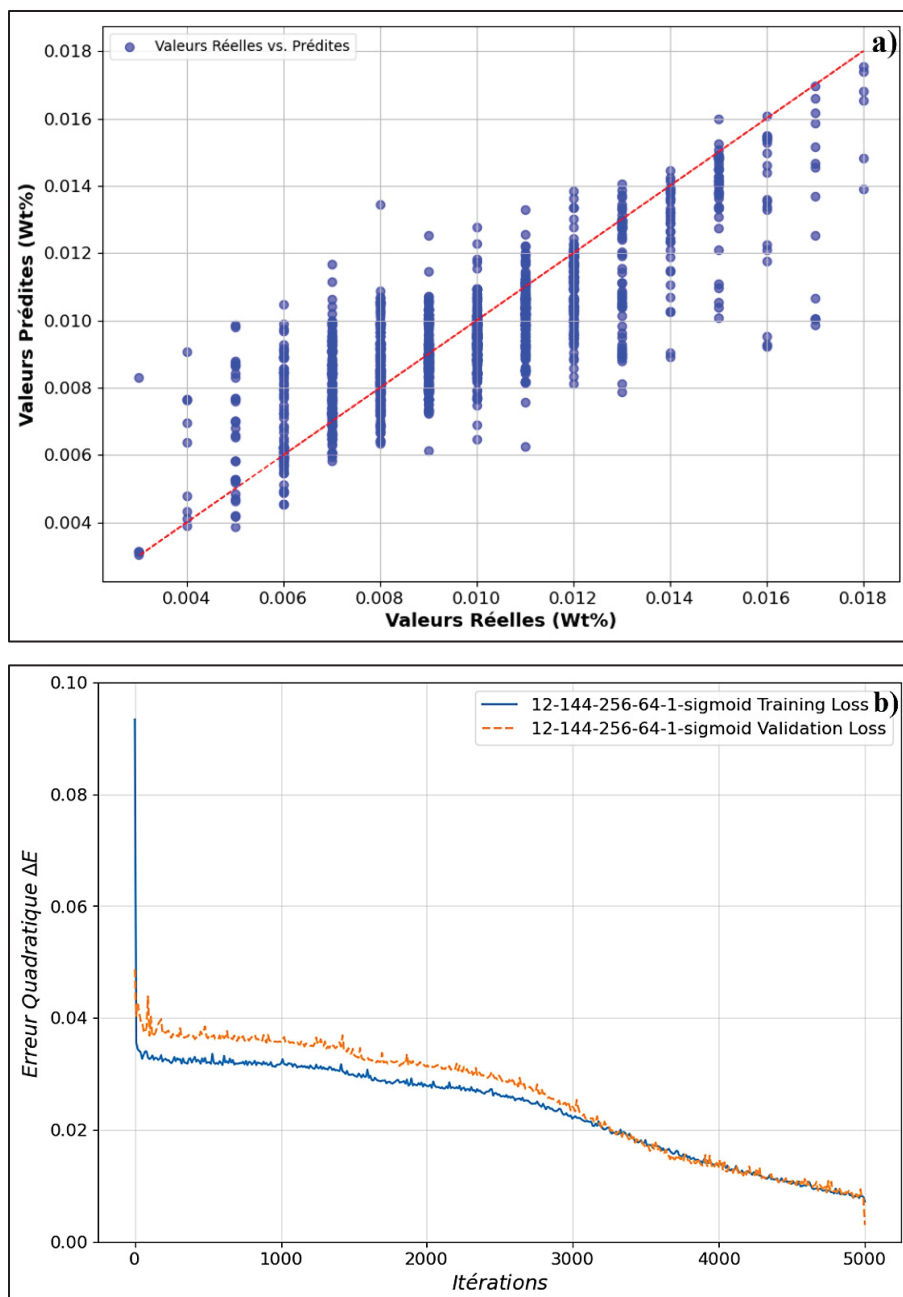 a)
Valeurs Réelles vs. Prédites
0.018
0.016
0.014
0.012
0.010
0.008
0.006
0.004
Valeurs Prédites (Wt%)
0.004 0.006 0.008 0.010 0.012 0.014 0.016 0.018
Valeurs Réelles (Wt%)
b)
12-144-256-64-1-sigmoid Training Loss
12-144-256-64-1-sigmoid Validation Loss
0.10
0.08
0.06
0.04
0.02
0.00
Erreur Quadratique ΔE
0 1000 2000 3000 4000 5000
Itérations